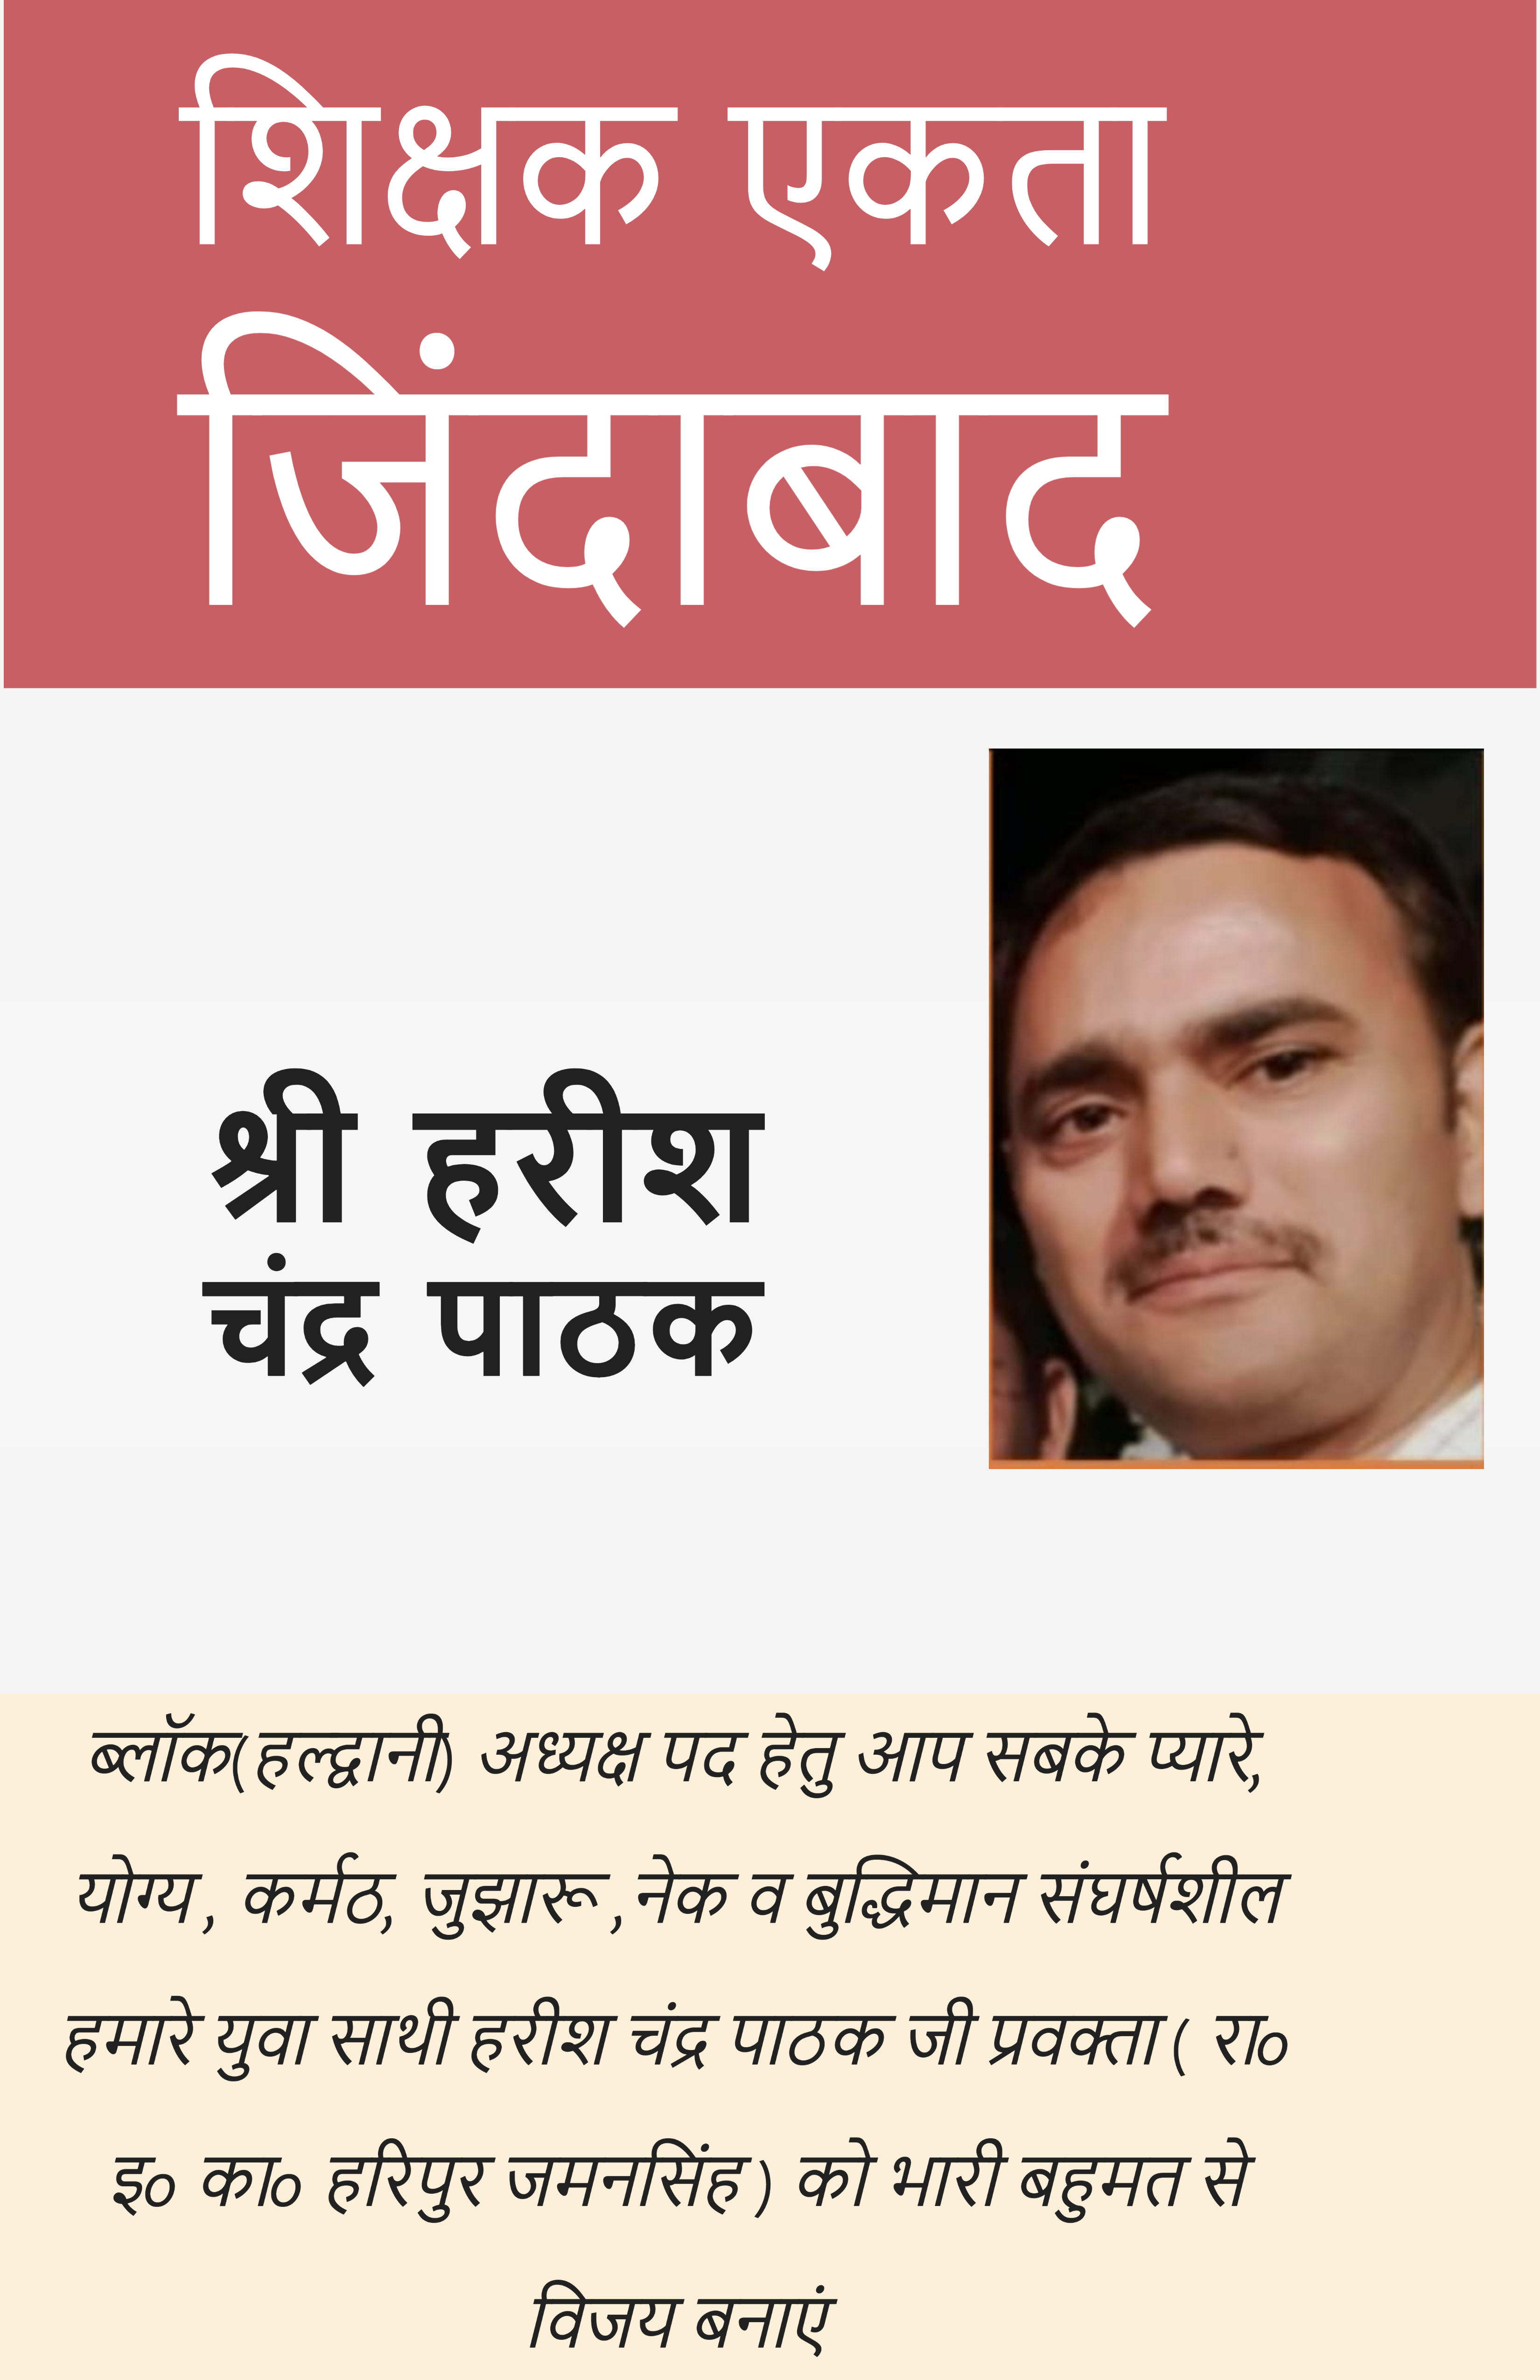 शिक्षक एकता
जिंदाबाद
श्री हरीश
चंद्र पाठक
ब्लॉक(हल्द्वानी) अध्यक्ष पद हेतु आप सबके प्यारे,
योग्य , कर्मठ, जुझारू ,नेक व बुद्धिमान संघर्षशील
हमारे युवा साथी हरीश चंद्र पाठक जी प्रवक्ता ( रा०
इ० का० हरिपुर जमनसिंह ) को भारी बहुमत से
विजय बनाएं